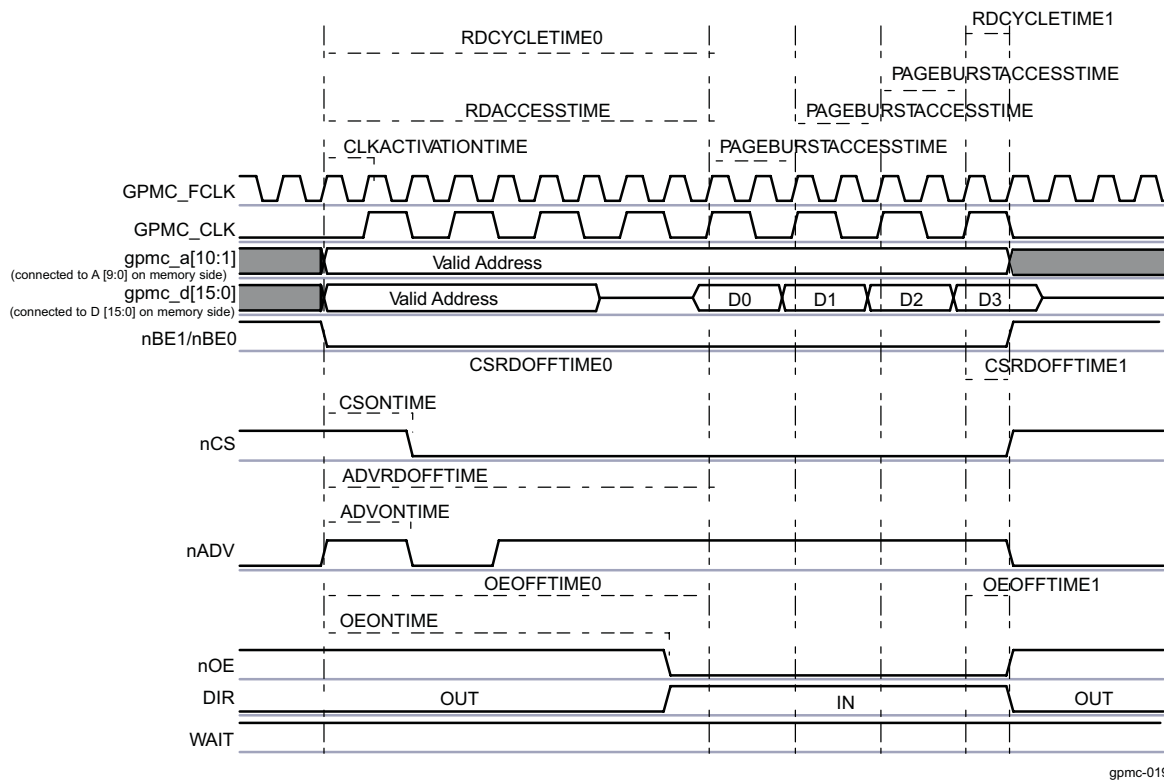 RDCYCLETIME1
RDCYCLETIME0
PAGEBURSTACCESSTIME
RDACCESSTIME
PAGEBURSTACCESSTIME
CLKACTIVATIONTIME
PAGEBURSTACCESSTIME
GPMC_FCLK
GPMC_CLK
gpmc_a[10:1]
(connected to A [9:0] on memory side)
Valid Address
gpmc_d[15:0]
(connected to D [15:0] on memory side)
Valid Address
D0
D1
D2
D3
nBE1/nBE0
CSRDOFFTIME0
CSRDOFFTIME1
CSONTIME
nCS
ADVRDOFFTIME
ADVONTIME
nADV
OEOFFTIME0
OEOFFTIME1
OEONTIME
nOE
DIR
OUT
IN
OUT
WAIT
gpmc-019